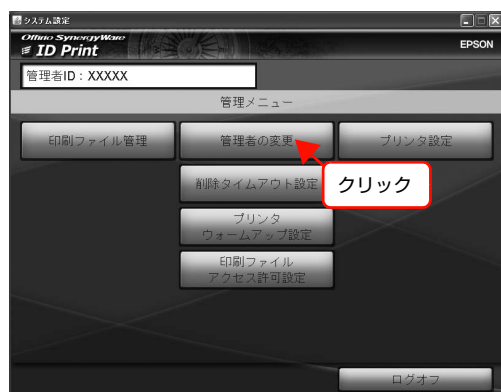 システム設定
Offirio SynergyWare
ID Print
EPSON
管理者ID：XXXXX
管理メニュー
印刷ファイル管理
管理者の変更
プリンタ設定
削除タイムアウト設定
クリック
プリンタ
ウォームアップ設定
印刷ファイル
アクセス許可設定
ログオフ